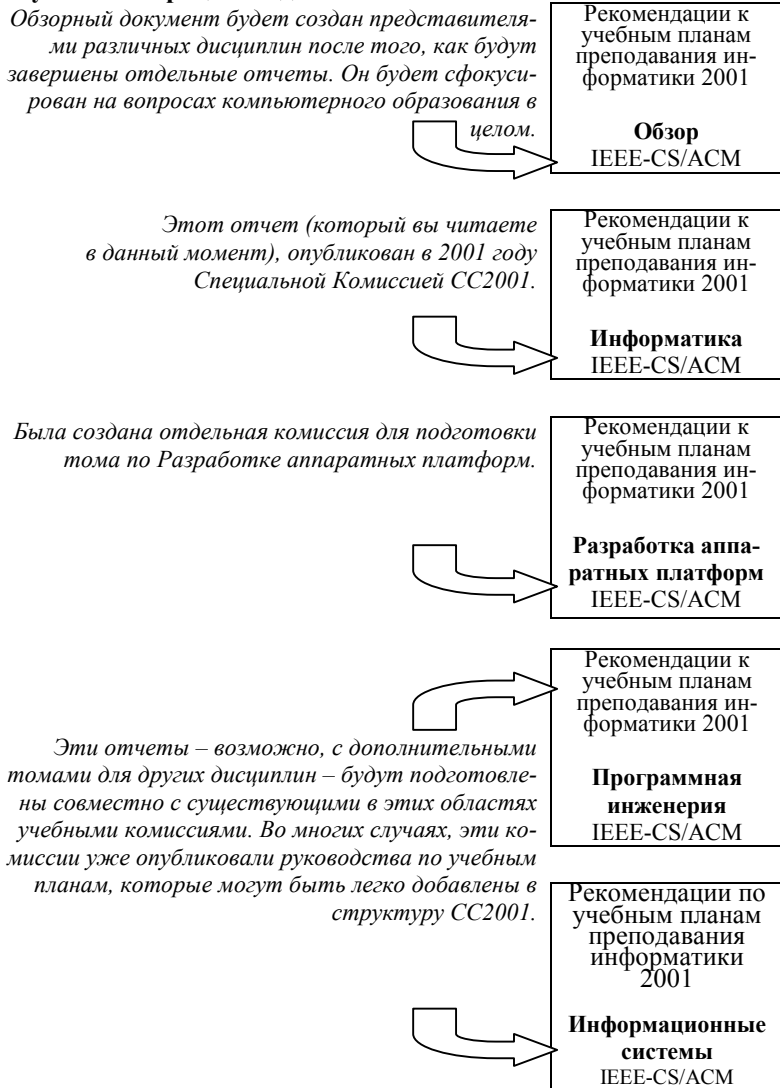 Обзорный документ будет создан представителя-
ми различных дисциплин после того, как будут
завершены отдельные отчеты. Он будет сфокуси-
рован на вопросах компьютерного образования в
целом.
Рекомендации к
учебным планам
преподавания ин-
форматики 2001
Обзор
IEEE-CS/ACM
Этот отчет (который вы читаете
в данный момент), опубликован в 2001 году
Специальной Комиссией CC2001.
Рекомендации к
учебным планам
преподавания ин-
форматики 2001
Информатика
IEEE-CS/ACM
Была создана отдельная комиссия для подготовки
тома по Разработке аппаратных платформ.
Рекомендации к
учебным планам
преподавания ин-
форматики 2001
Разработка аппа-
ратных платформ
IEEE-CS/ACM
Рекомендации к
учебным планам
преподавания ин-
форматики 2001
Программная
инженерия
IEEE-CS/ACM
Эти отчеты – возможно, с дополнительными
томами для других дисциплин – будут подготовле-
ны совместно с существующими в этих областях
учебными комиссиями. Во многих случаях, эти ко-
миссии уже опубликовали руководства по учебным
планам, которые могут быть легко добавлены в
структуру CC2001.
Рекомендации по
учебным планам
преподавания
информатики
2001
Информационные
системы
IEEE-CS/ACM